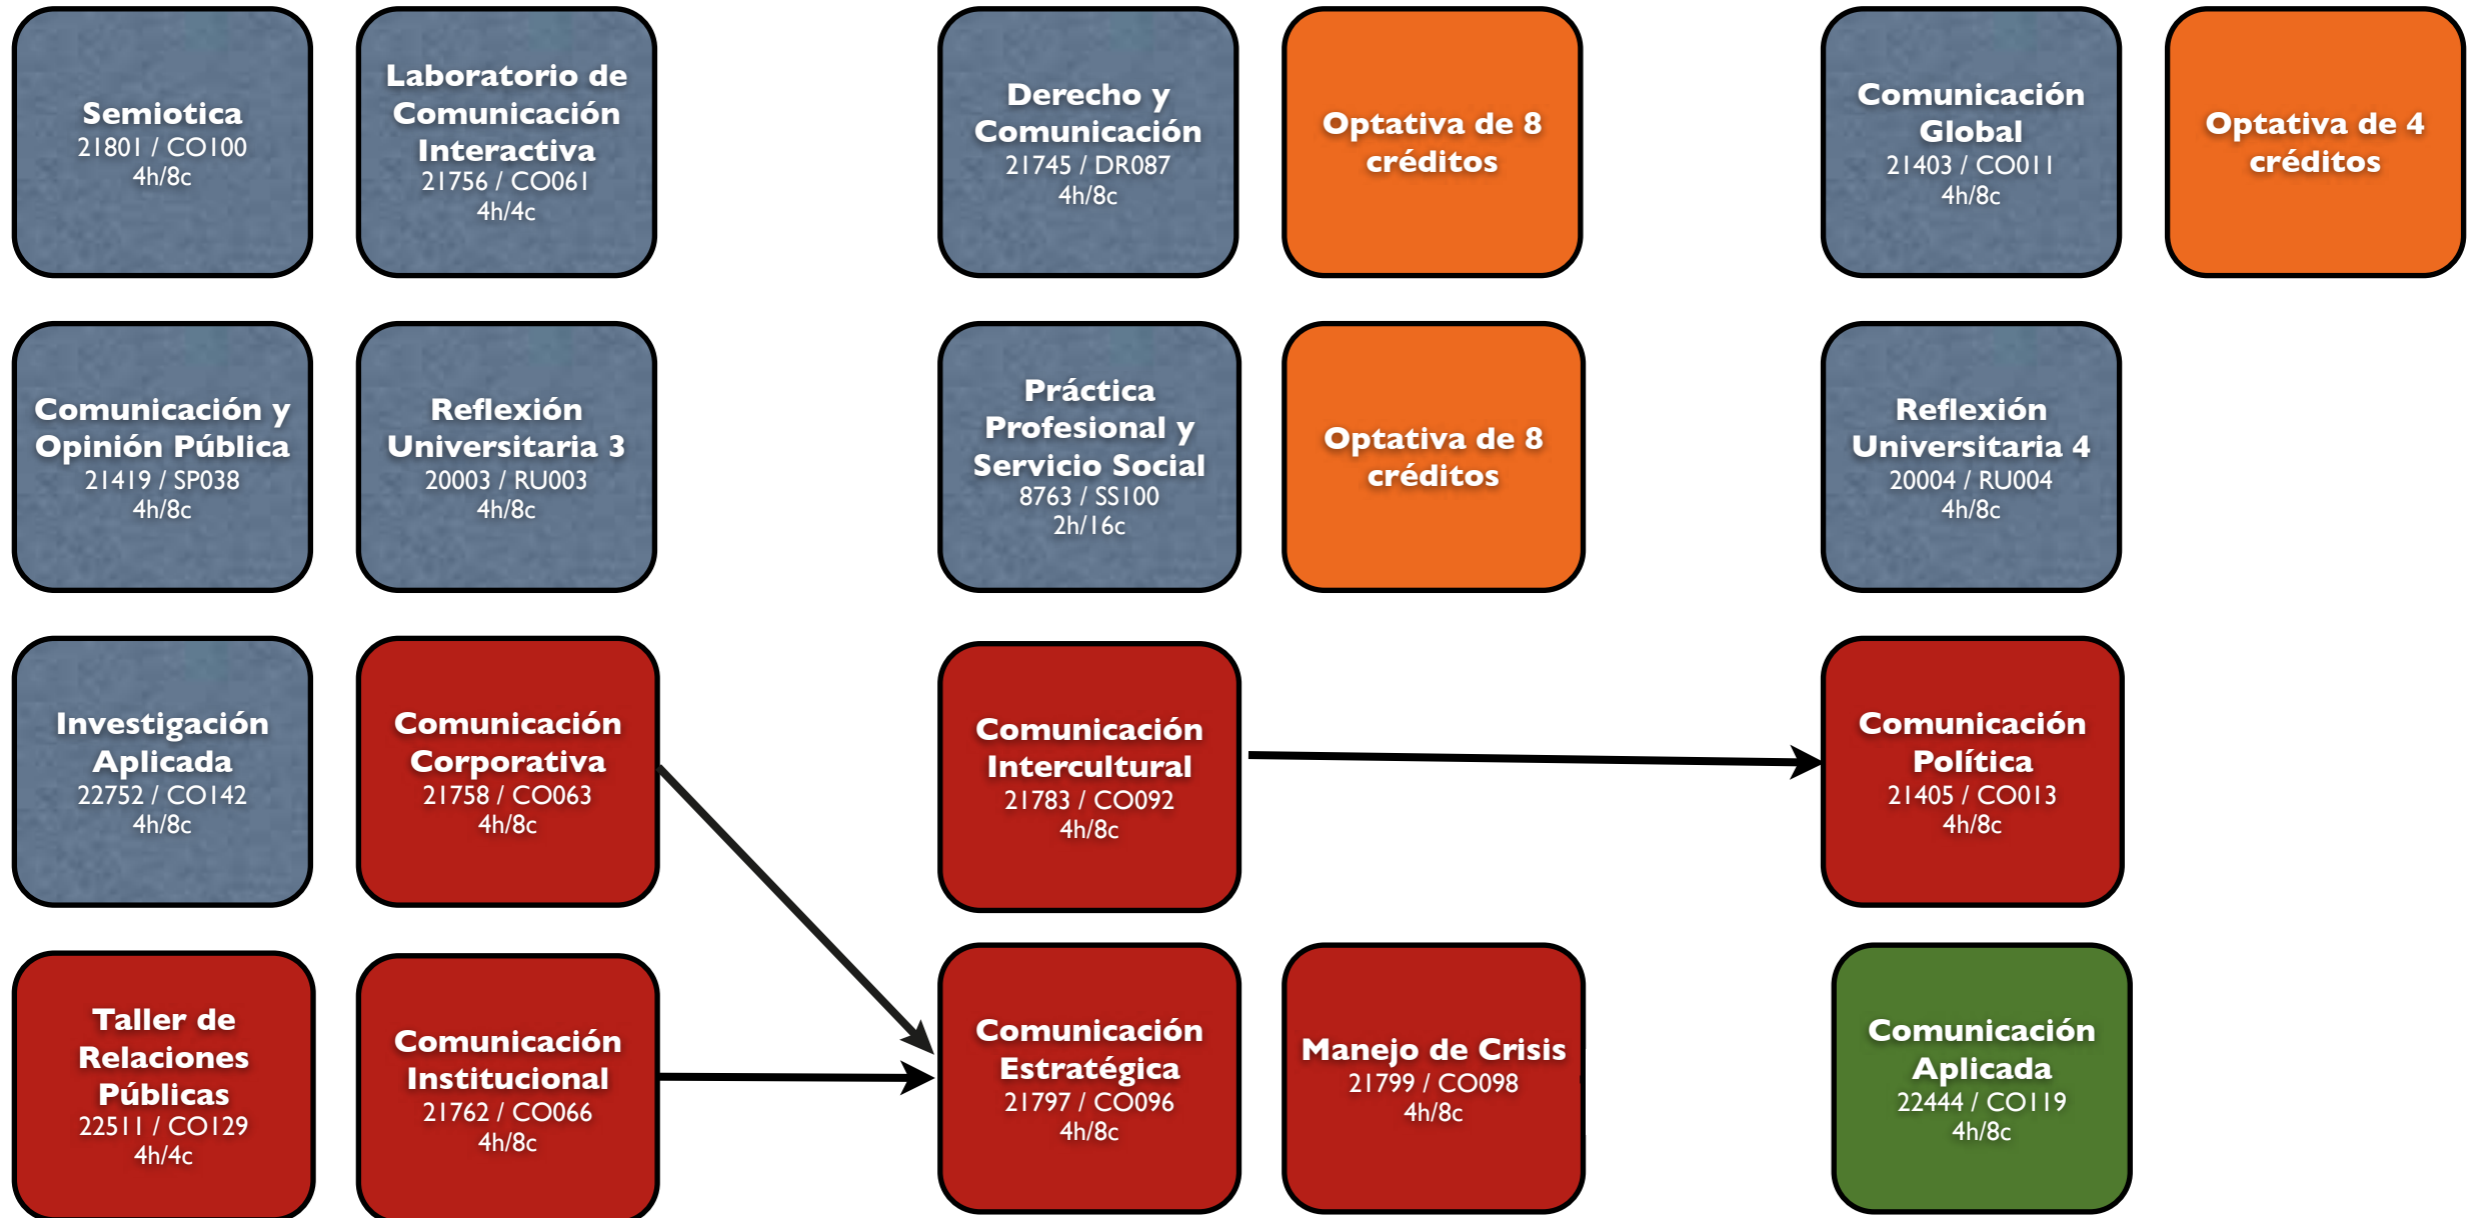 Semiotica
21801 / CO100
4h/8c
Laboratorio de
Comunicación
Interactiva
21756 / CO061
4h/4c
Derecho y
Comunicación
21745 / DR087
4h/8c
Optativa de 8
créditos
Comunicación
Global
21403 / CO011
4h/8c
Optativa de 4
créditos
Comunicación y
Opinión Pública
21419 / SP038
4h/8c
Reflexión
Universitaria 3
20003 / RU003
4h/8c
Práctica
Profesional y
Servicio Social
8763 / SS100
2h/16c
Optativa de 8
créditos
Reflexión
Universitaria 4
20004 / RU004
4h/8c
Investigación
Aplicada
22752 / CO142
4h/8c
Comunicación
Corporativa
21758 / CO063
4h/8c
Comunicación
Intercultural
21783 / CO092
4h/8c
Comunicación
Política
21405 / CO013
4h/8c
Taller de
Relaciones
Públicas
22511 / CO129
4h/4c
Comunicación
Institucional
21762 / CO066
4h/8c
Comunicación
Estratégica
21797 / CO096
4h/8c
Manejo de Crisis
21799 / CO098
4h/8c
Comunicación
Aplicada
22444 / CO119
4h/8c